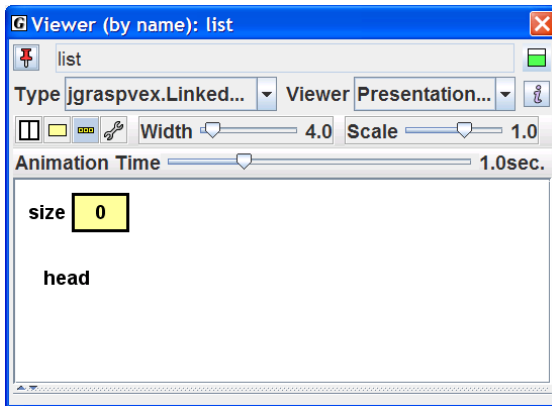 Viewer (by name): list
list
Type jgraspvex.Linked... Viewer Presentation... i
Width 4.0 Scale 1.0
Animation Time 1.0sec.
size 0
head